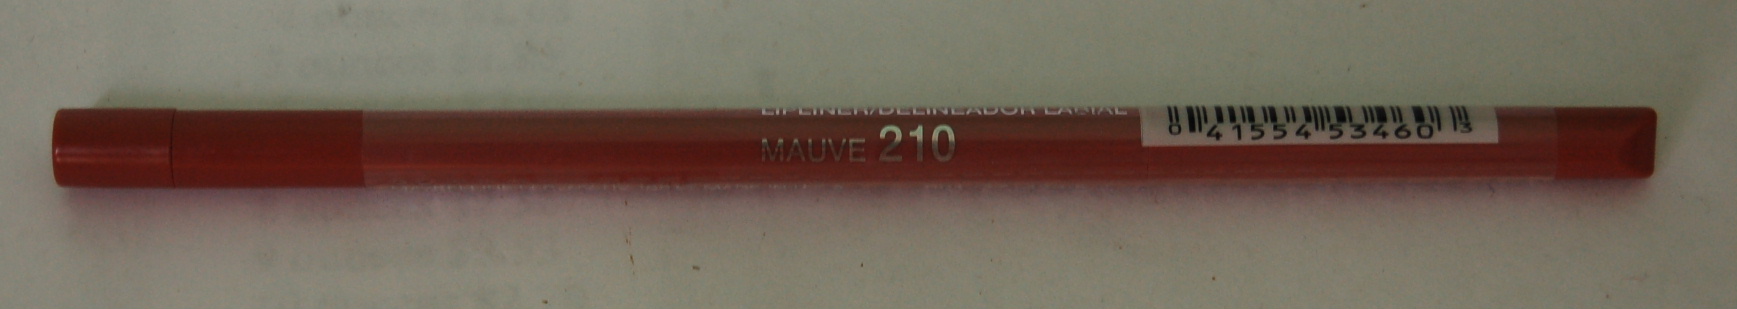 LIPLINER/DELINEADOR LABIAL
MAUVE 210
0 41554 53460 3